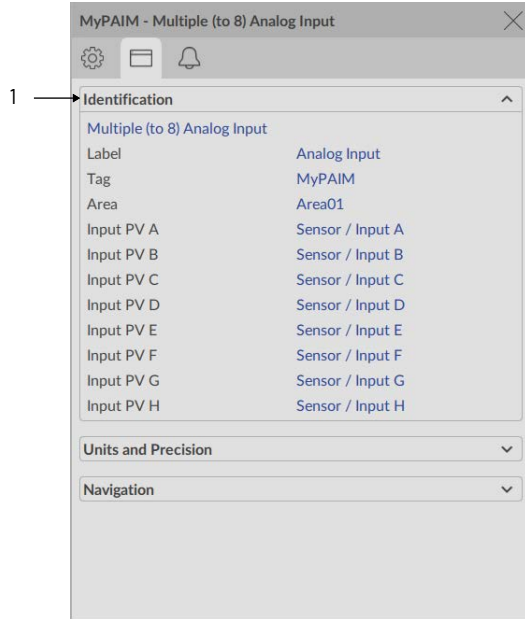 MyPAIM - Multiple (to 8) Analog Input
1
Identification
Multiple (to 8) Analog Input
Label Analog Input
Tag MyPAIM
Area Area01
Input PV A Sensor / Input A
Input PV B Sensor / Input B
Input PV C Sensor / Input C
Input PV D Sensor / Input D
Input PV E Sensor / Input E
Input PV F Sensor / Input F
Input PV G Sensor / Input G
Input PV H Sensor / Input H
Units and Precision
Navigation